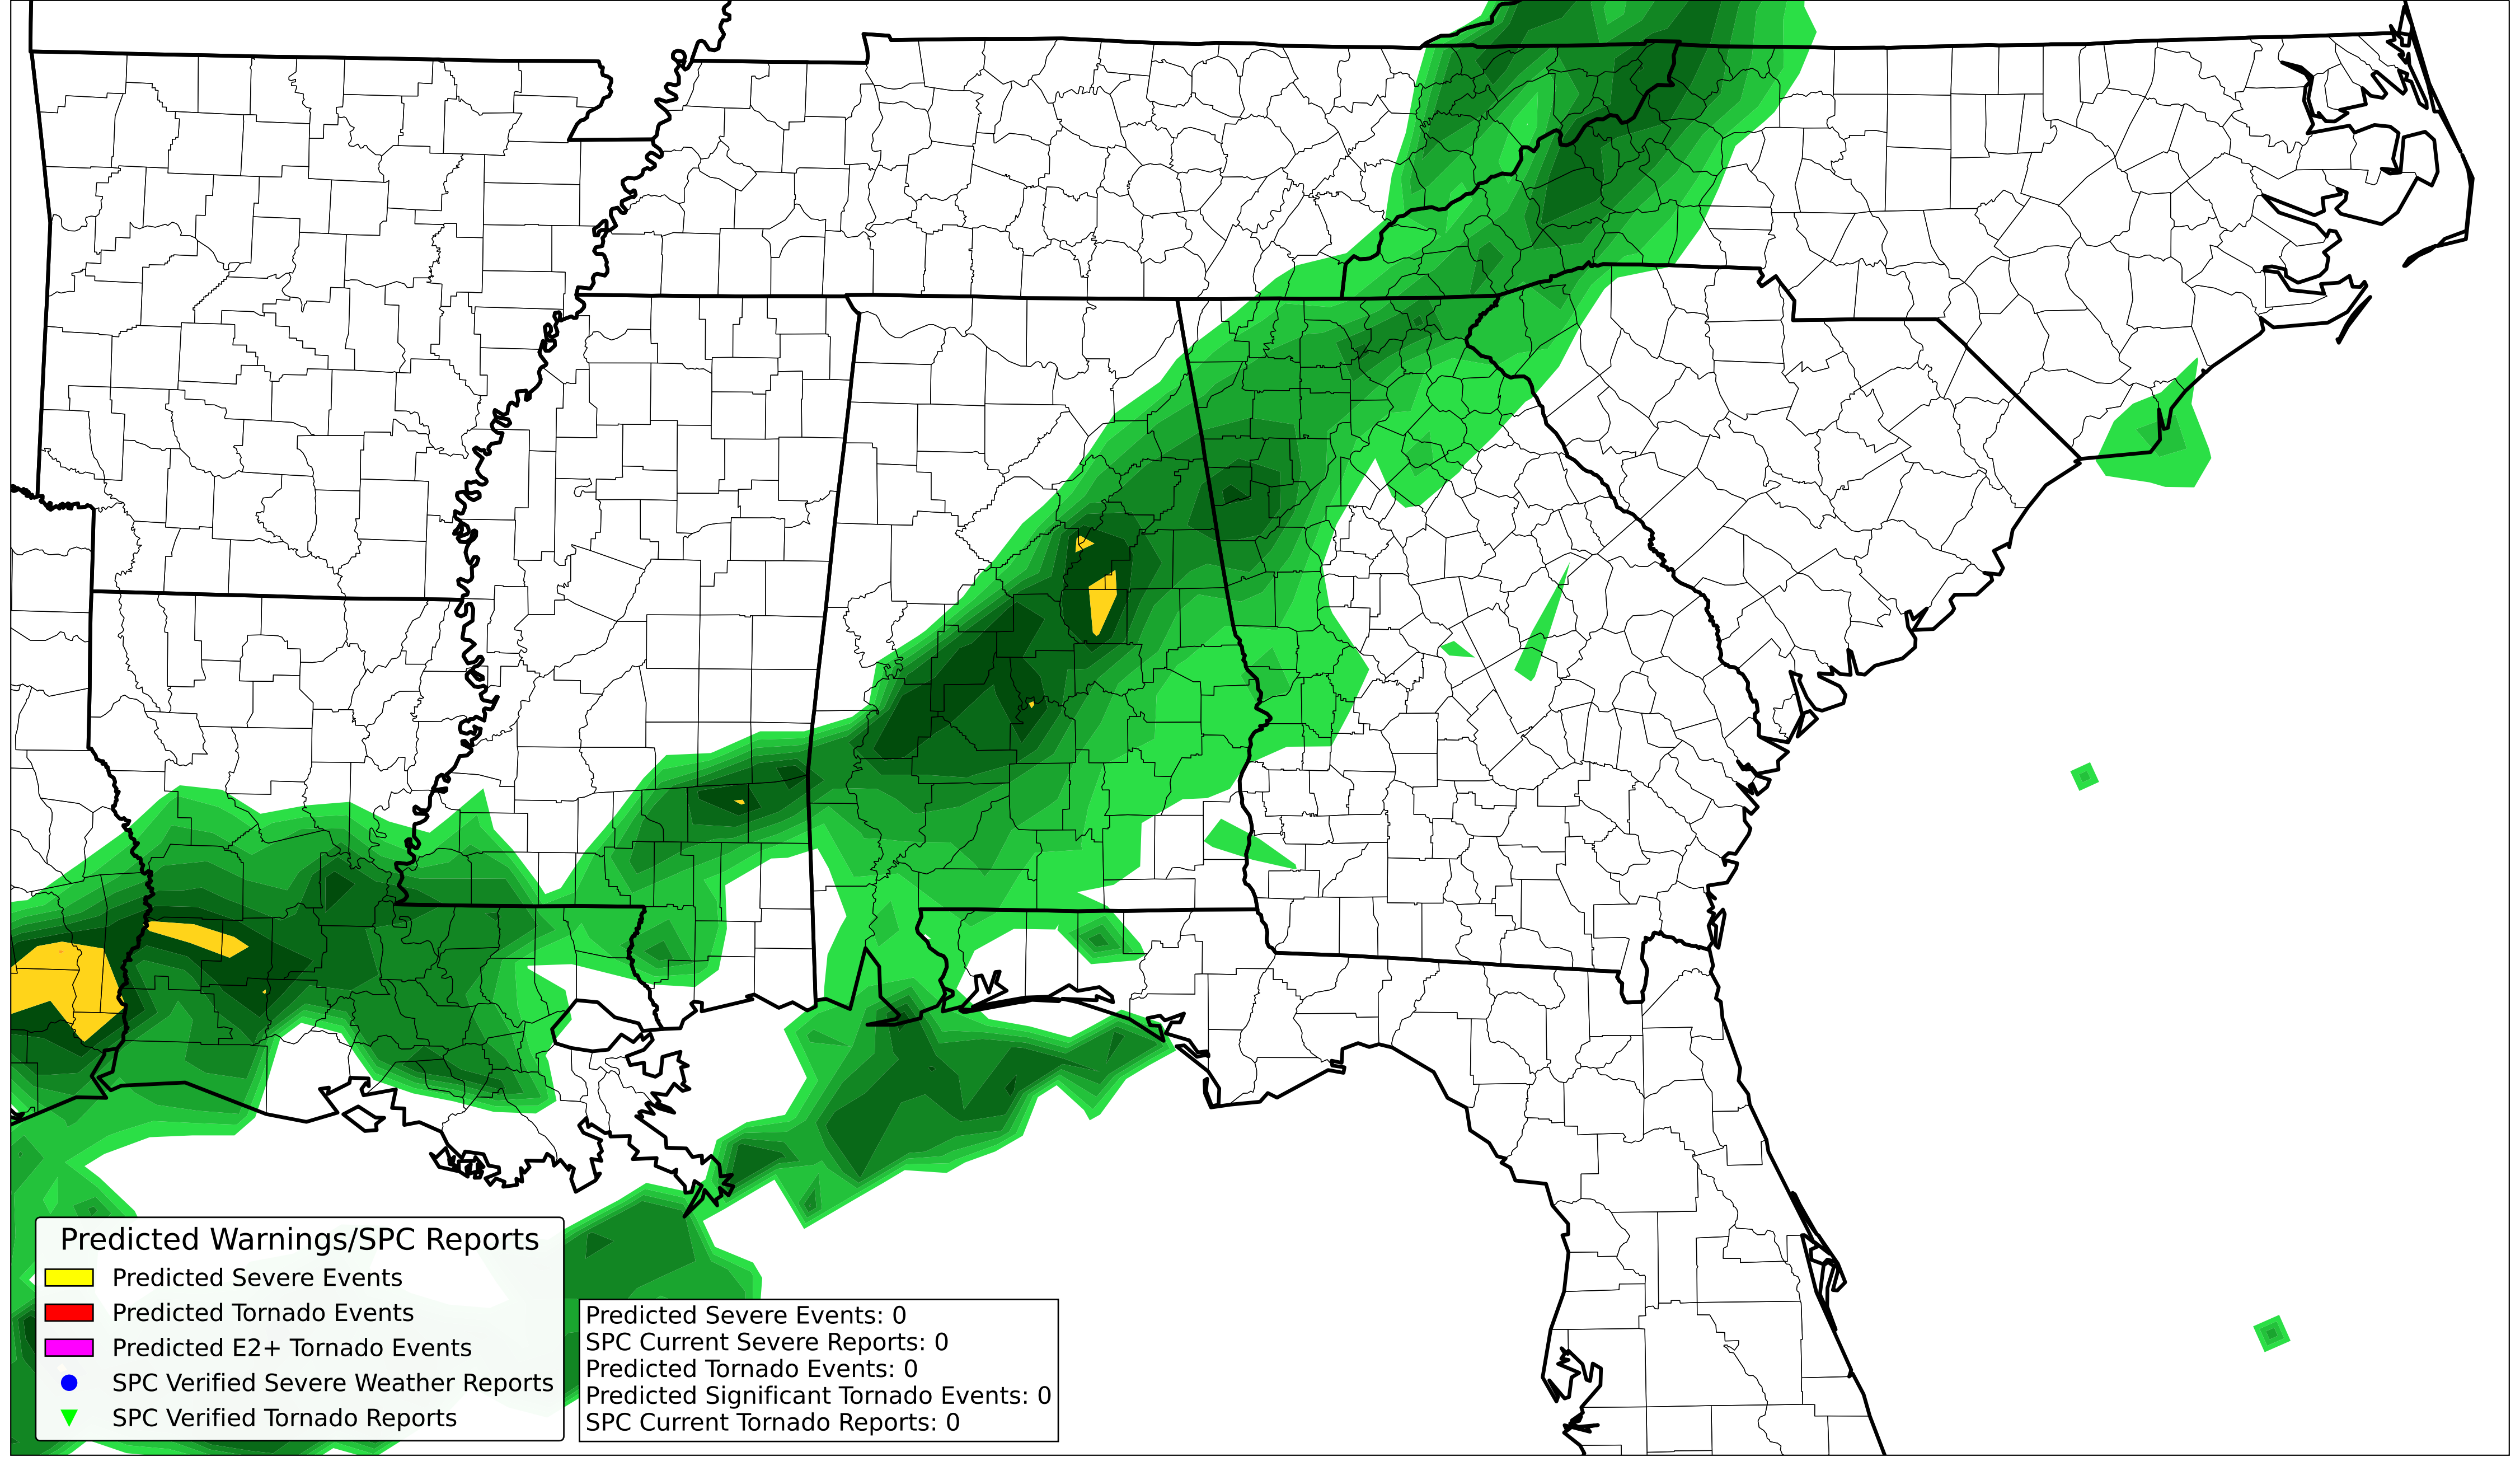 Predicted Warnings/SPC Reports
Predicted Severe Events
Predicted Tornado Events
Predicted E2+ Tornado Events
SPC Verified Severe Weather Reports
SPC Verified Tornado Reports
Predicted Severe Events: 0
SPC Current Severe Reports: 0
Predicted Tornado Events: 0
Predicted Significant Tornado Events: 0
SPC Current Tornado Reports: 0